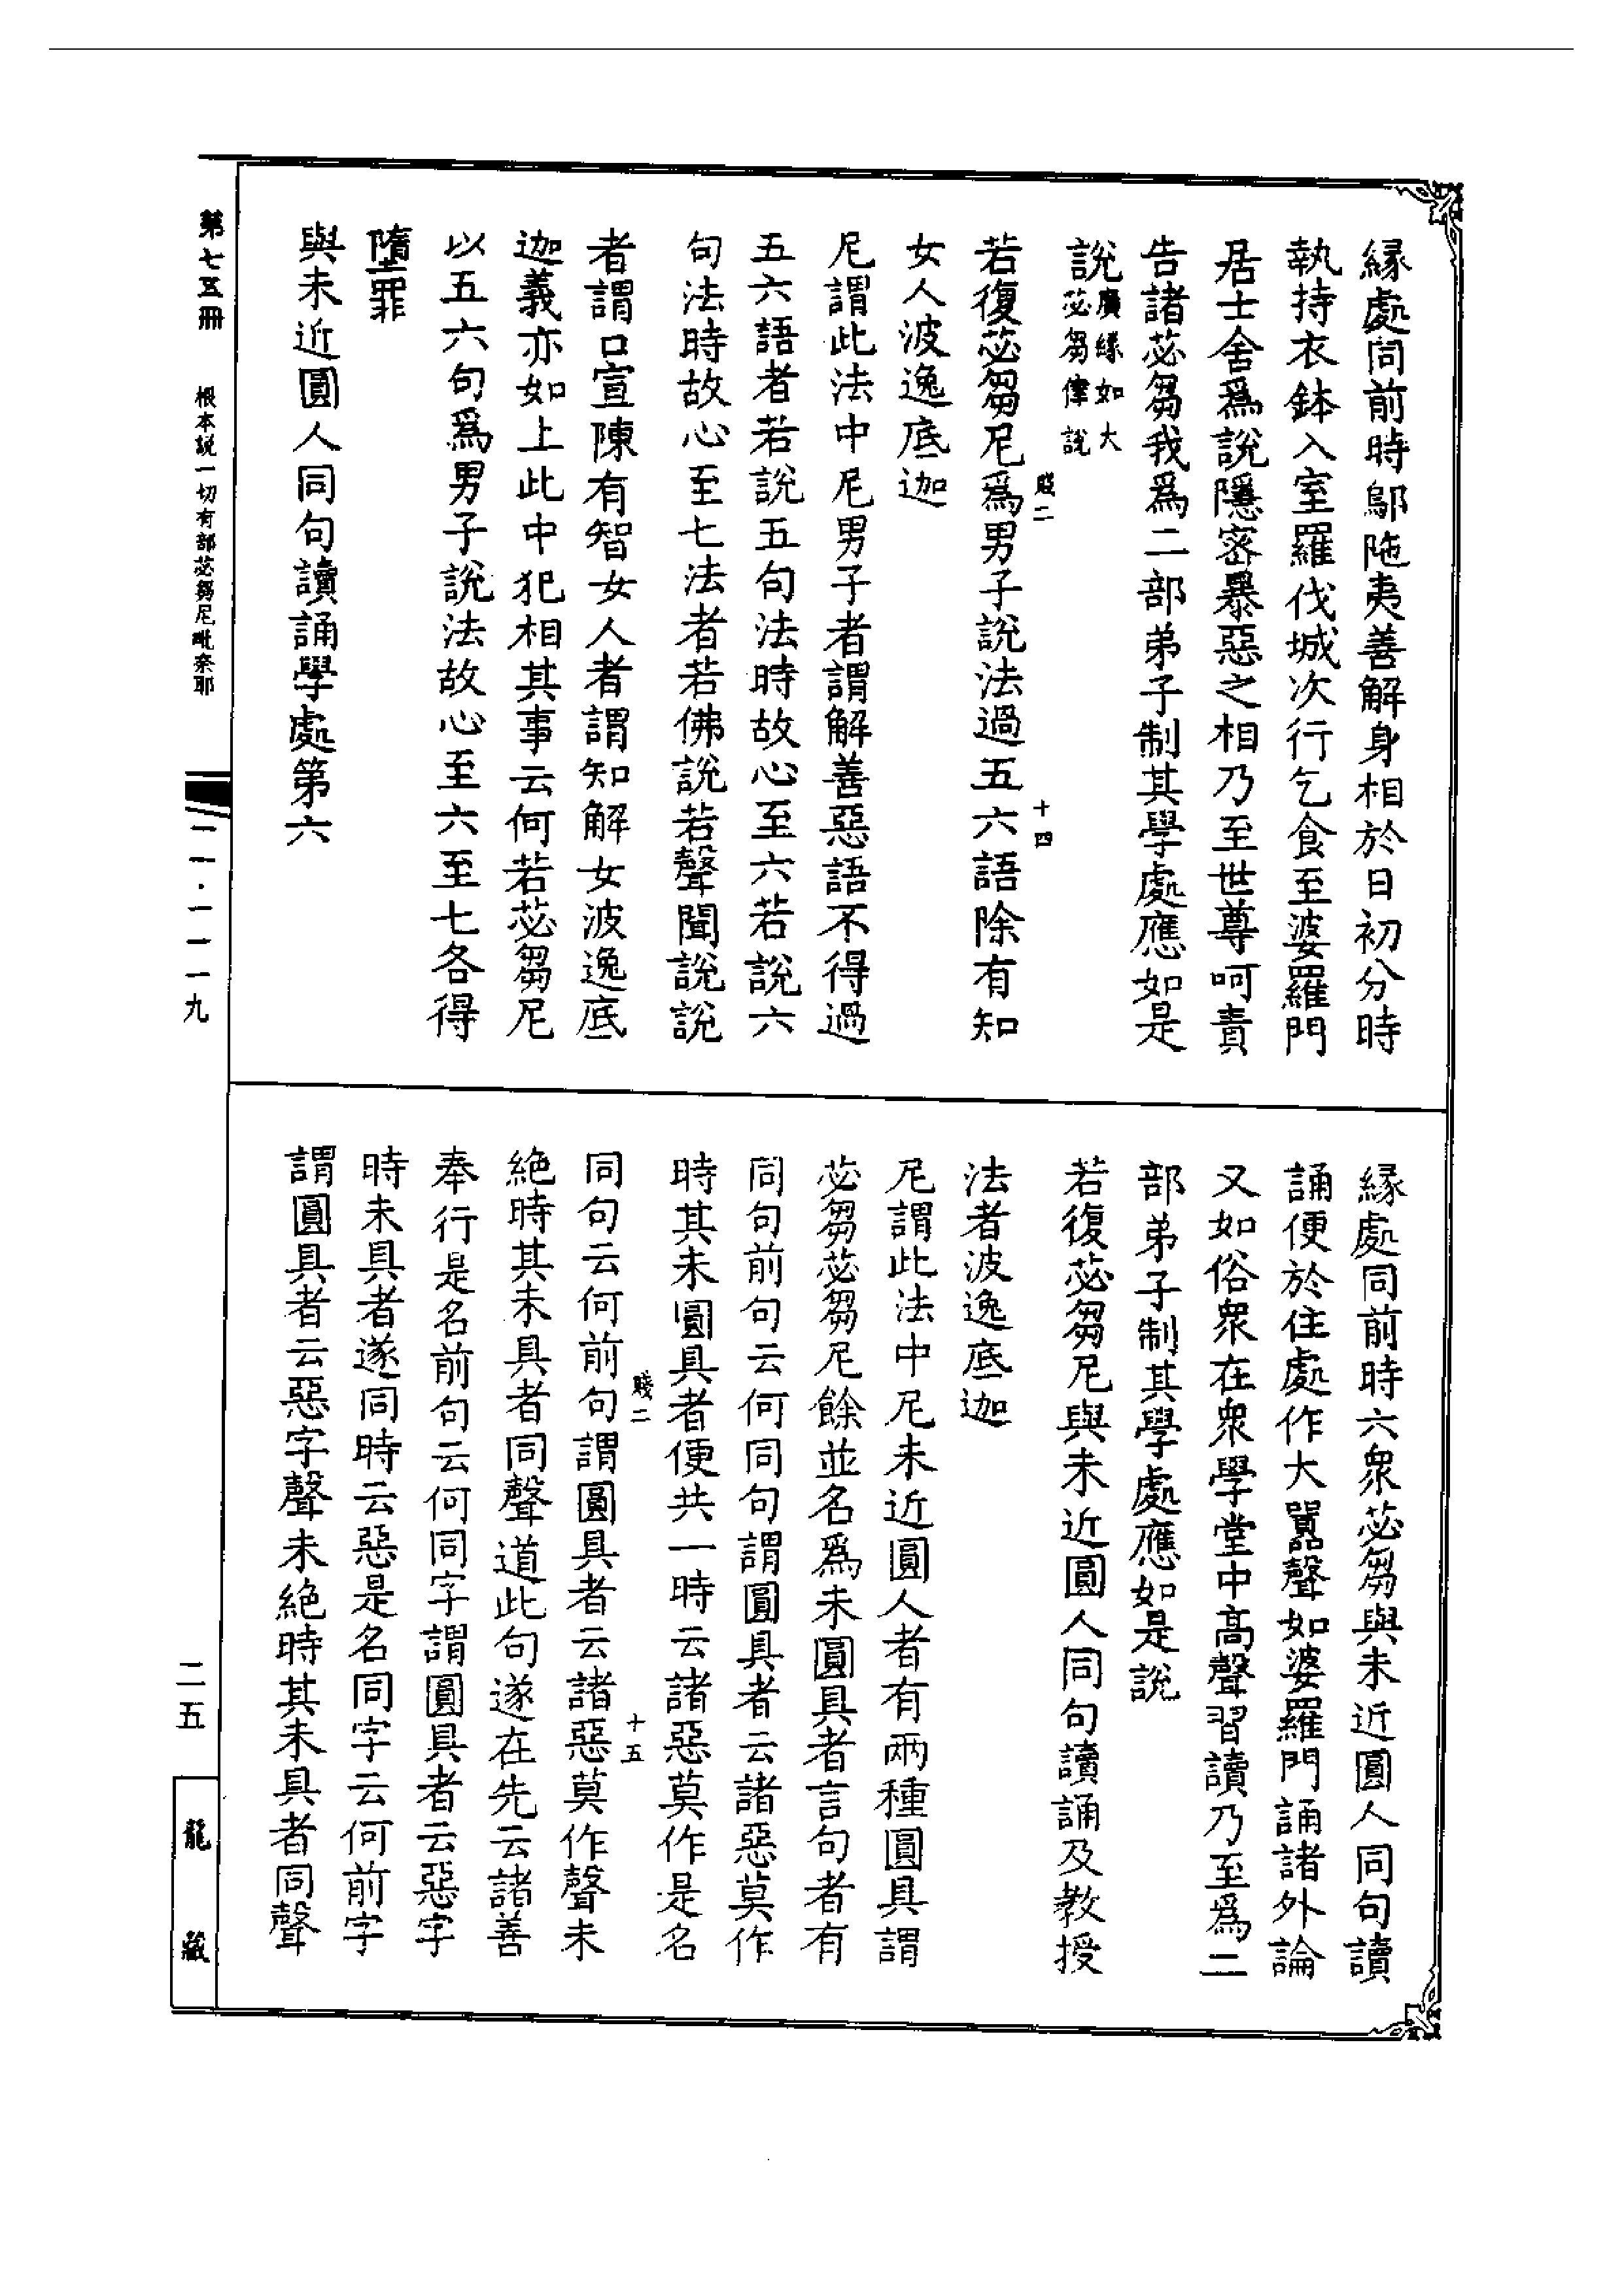 緣處同前時鄔陁夷善解身相於日初分時
執持衣鉢入室羅伐城次行乞食至婆羅門
居士舍爲說隱密暴惡之相乃至世尊呵責
告諸苾芻我爲二部弟子制其學處應如是
說廣緣如大
苾芻律說
若復苾芻尼爲男子說法過五六語除有知
女人波逸底迦
尼謂此法中尼男子者謂解善惡語不得過
五六語者若說五句法時故心至六若說六
句法時故心至七法者若佛說若聲聞說說
者謂口宣陳有智女人者謂知解女波逸底
迦義亦如上此中犯相其事云何若苾芻尼
以五六句爲男子說法故心至六至七各得
墮罪
與未近圓人同句讀誦學處第六
賤二
十四
緣處同前時六衆苾芻與未近圓人同句讀
誦便於住處作大囂聲如婆羅門誦諸外論
又如俗衆在衆學堂中高聲習讀乃至爲二
部弟子制其學處應如是說
若復苾芻尼與未近圓人同句讀誦及教授
法者波逸底迦
尼謂此法中尼未近圓人者有兩種圓具謂
苾芻苾芻尼餘並名爲未圓具者言句者有
同句前句云何同句謂圓具者云諸惡莫作
時其未圓具者便共一時云諸惡莫作是名
同句云何前句謂圓具者云諸惡莫作聲未
絕時其未具者同聲道此句遂在先云諸善
奉行是名前句云何同字謂圓具者云惡字
時未具者遂同時云惡是名同字云何前字
謂圓具者云惡字聲未絕時其未具者同聲
賤二
十五
第七五冊
根本説一切有部苾芻尼毗奈耶
二一·一一一九
二五
龍藏